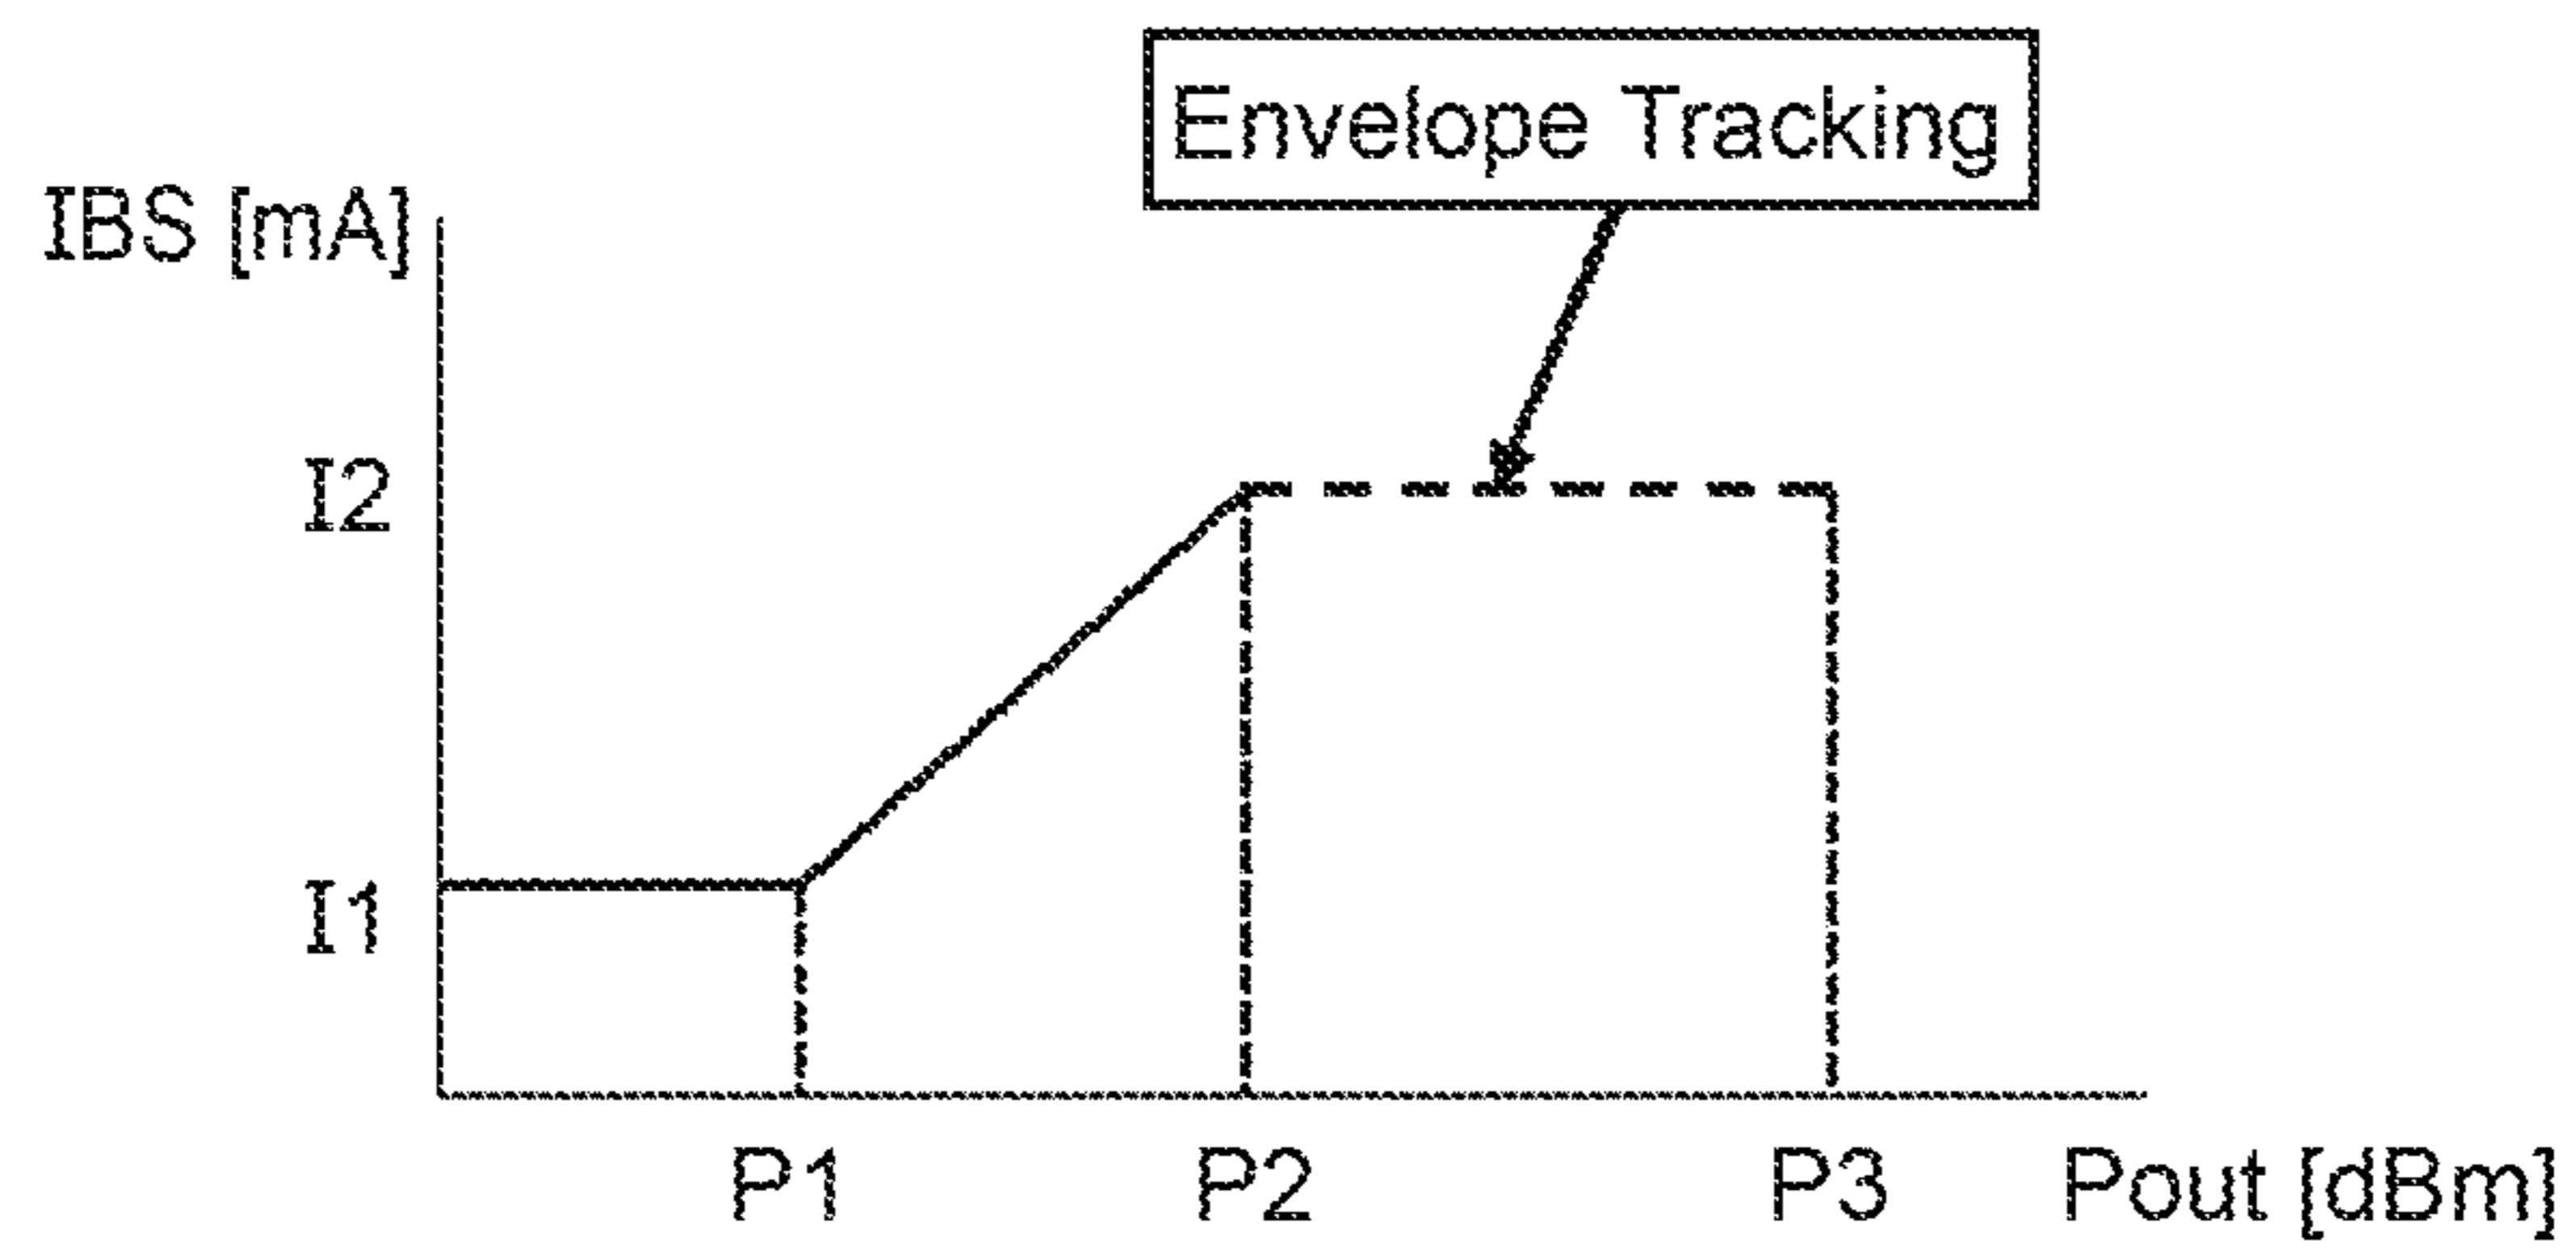 Envelope Tracking
IBS [mA]
I2
I1
P1 P2 P3 Pout [dBm]